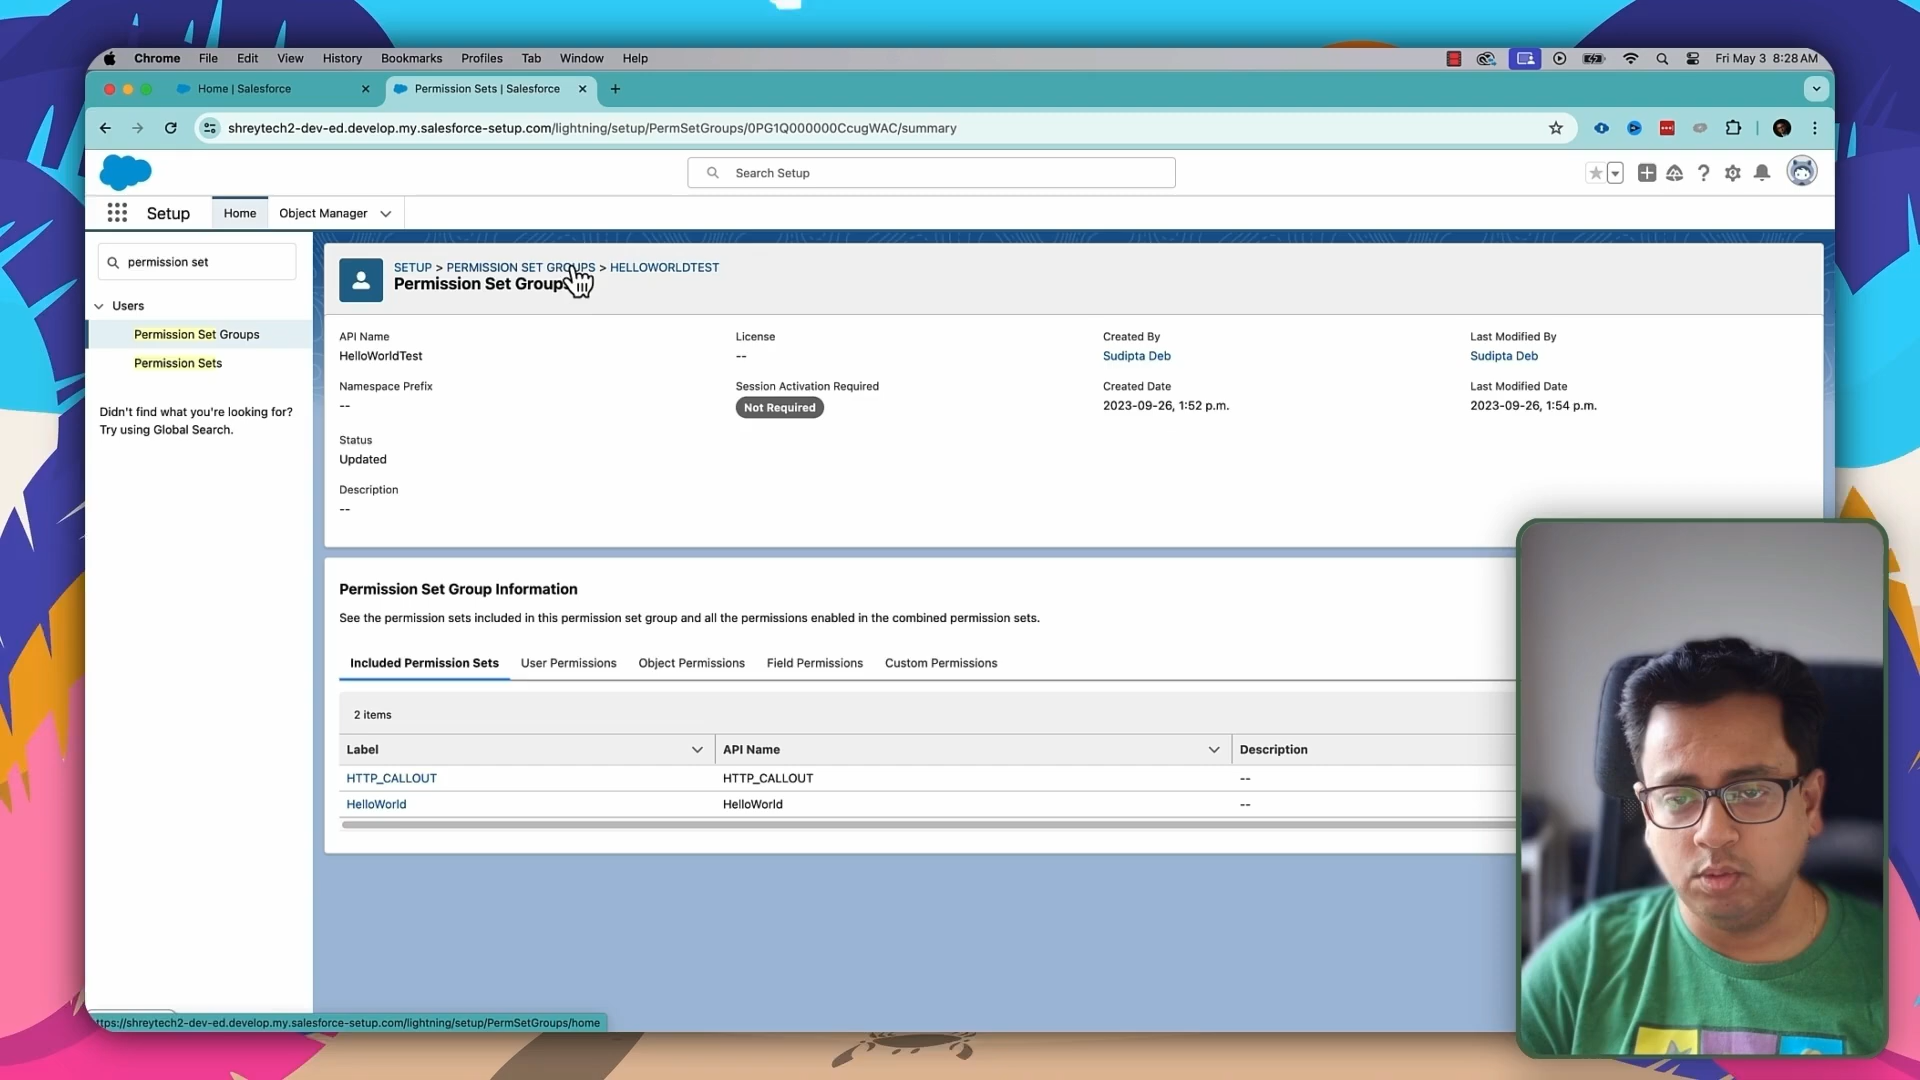 Chrome File Edit View History Bookmarks Profiles Tab Window Help Fri May 3 8:28 AM
Home | Salesforce Permission Sets | Salesforce
shreytech2-dev-ed.develop.my.salesforce-setup.com/lightning/setup/PermSetGroups/0PG1Q000000CcugWAC/summary
Search Setup
Setup Home Object Manager
permission set
Users
Permission Set Groups
Permission Sets
Didn't find what you're looking for?
Try using Global Search.
SETUP > PERMISSION SET GROUPS > HELLOWORLDTEST
Permission Set Groups
API Name
HelloWorldTest
License
--
Created By
Sudipta Deb
Last Modified By
Sudipta Deb
Namespace Prefix
--
Session Activation Required
Not Required
Created Date
2023-09-26, 1:52 p.m.
Last Modified Date
2023-09-26, 1:54 p.m.
Status
Updated
Description
--
Permission Set Group Information
See the permission sets included in this permission set group and all the permissions enabled in the combined permission sets.
Included Permission Sets User Permissions Object Permissions Field Permissions Custom Permissions
2 items
Label API Name Description
HTTP_CALLOUT HTTP_CALLOUT --
HelloWorld HelloWorld --
ttps://shreytech2-dev-ed.develop.my.salesforce-setup.com/lightning/setup/PermSetGroups/home